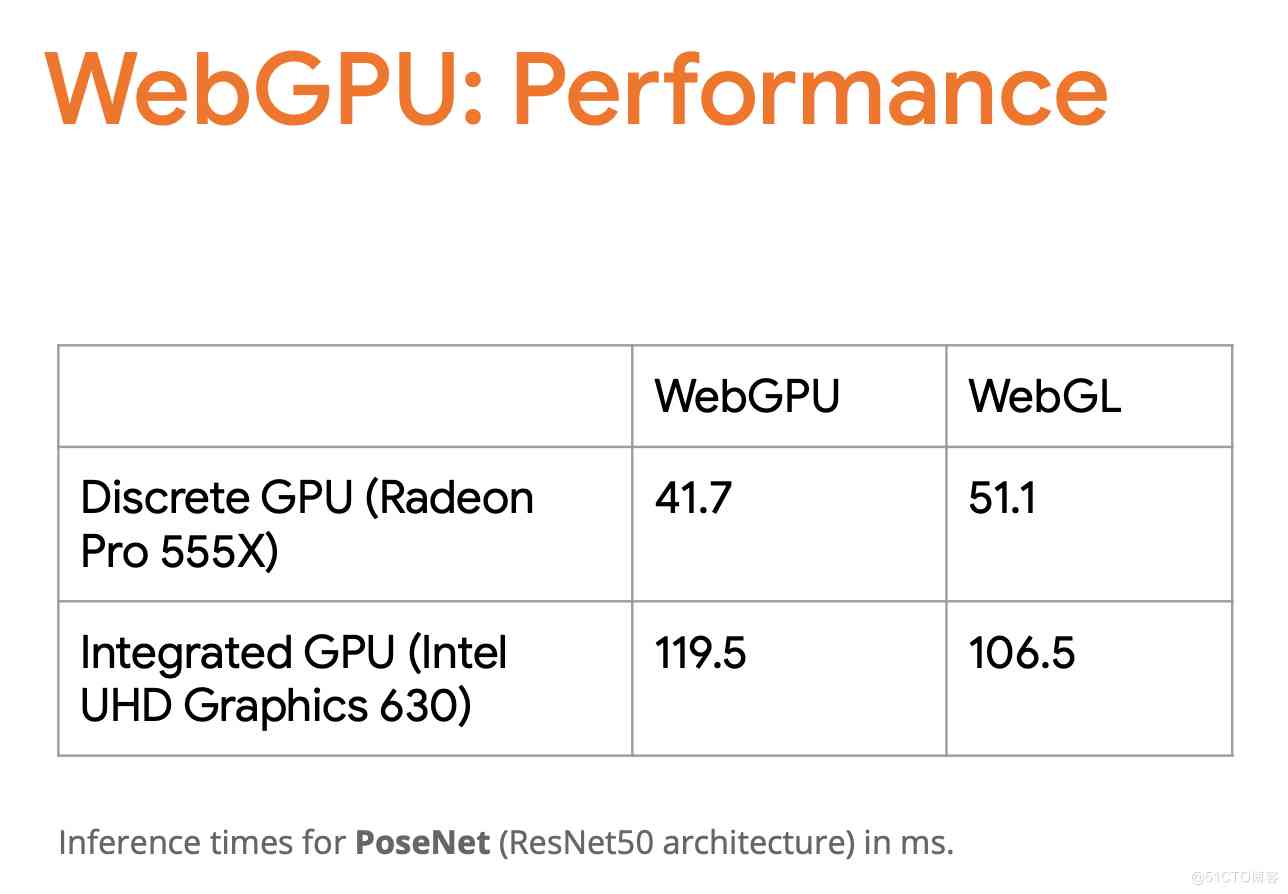 WebGPU: Performance
WebGPU
WebGL
Discrete GPU (Radeon
Pro 555X)
41.7
51.1
Integrated GPU (Intel
UHD Graphics 630)
119.5
106.5
Inference times for PoseNet (ResNet50 architecture) in ms.
@51CTO博客